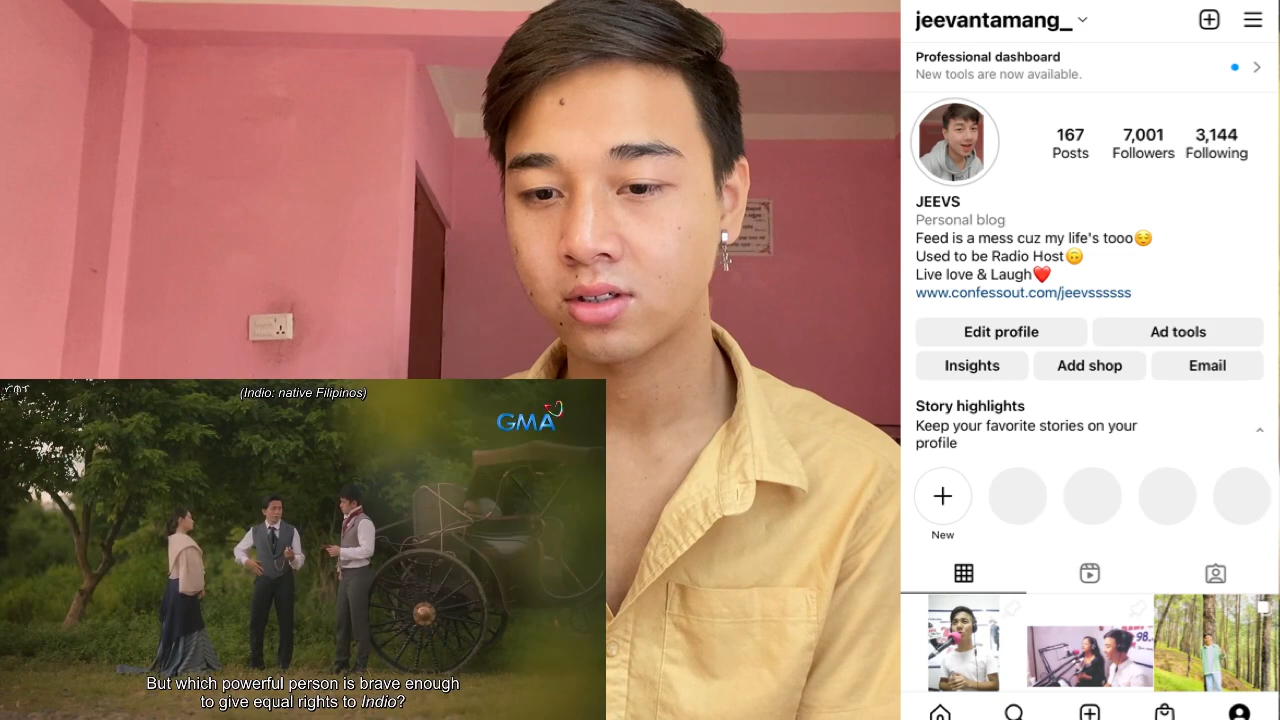 jeevantamang_
Professional dashboard
New tools are now available.
167
Posts
7,001
Followers
3,144
Following
JEEVS
Personal blog
Feed is a mess cuz my life's tooo😌
Used to be Radio Host🙃
Live love & Laugh❤️
www.confessout.com/jeevssssss
Edit profile
Ad tools
Insights
Add shop
Email
Story highlights
Keep your favorite stories on your
profile
New
98.
(Indio: native Filipinos)
GMA
But which powerful person is brave enough
to give equal rights to Indio?